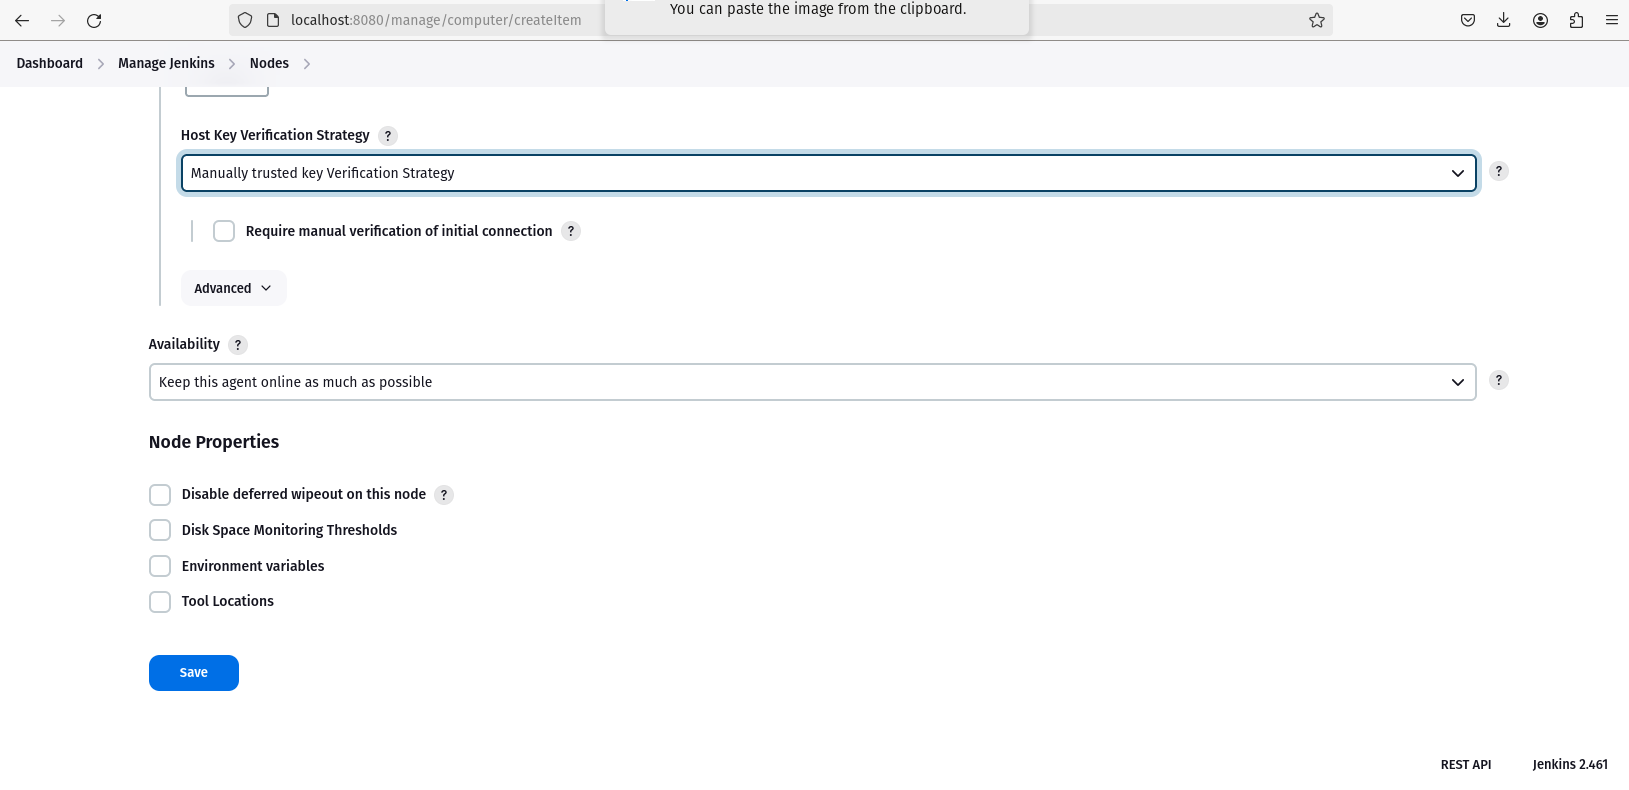 You can paste the image from the clipboard.
localhost:8080/manage/computer/createItem
Dashboard > Manage Jenkins > Nodes >
Host Key Verification Strategy ?
Manually trusted key Verification Strategy
?
Require manual verification of initial connection ?
Advanced
Availability ?
Keep this agent online as much as possible
?
Node Properties
Disable deferred wipeout on this node ?
Disk Space Monitoring Thresholds
Environment variables
Tool Locations
Save
REST API Jenkins 2.461